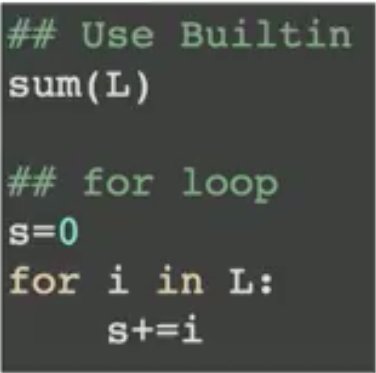 ## Use Builtin
sum(L)
## for loop
s=0
for i in L:
    s+=i